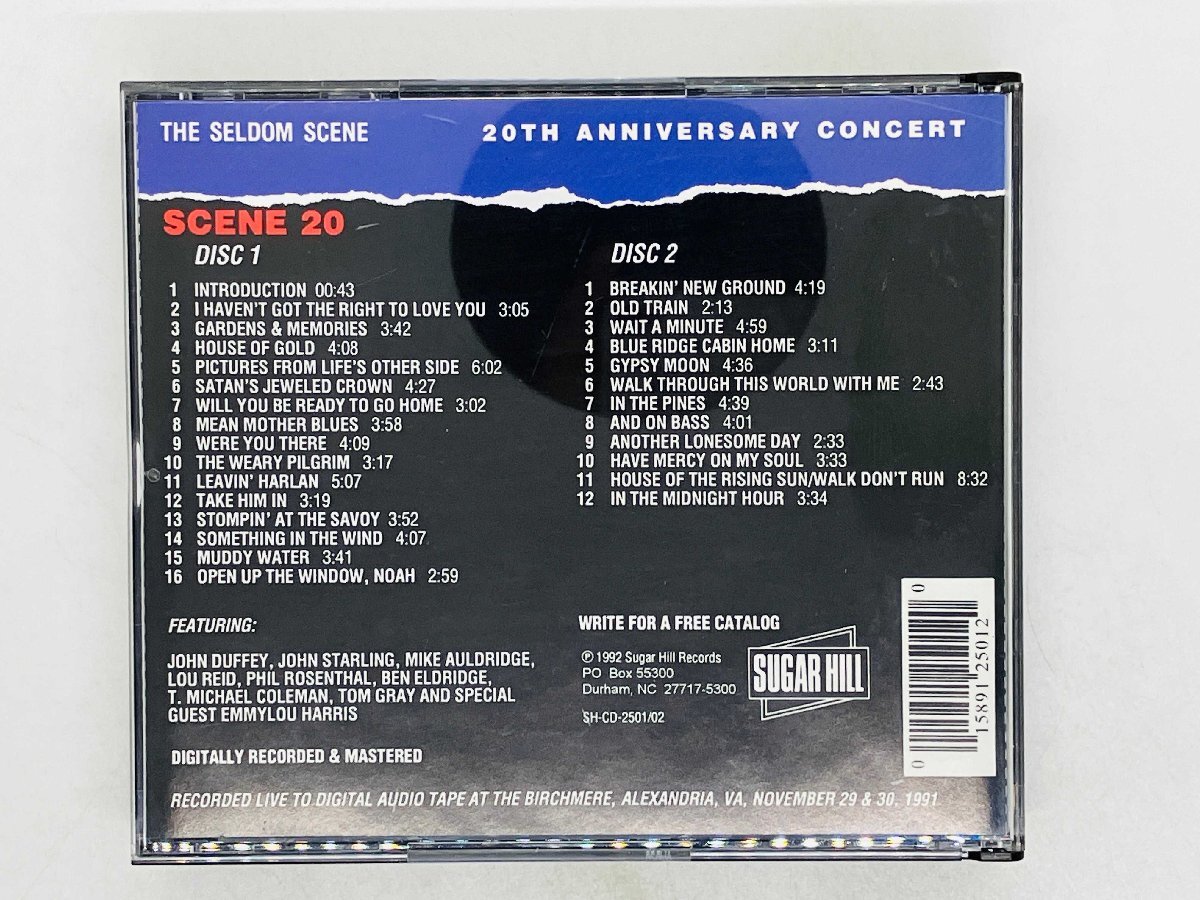 THE SELDOM SCENE
20TH ANNIVERSARY CONCERT
SCENE 20
DISC 1
1 INTRODUCTION 00:43
2 I HAVEN'T GOT THE RIGHT TO LOVE YOU 3:05
3 GARDENS & MEMORIES 3:42
4 HOUSE OF GOLD 4:08
5 PICTURES FROM LIFE'S OTHER SIDE 6:02
6 SATAN'S JEWELED CROWN 4:27
7 WILL YOU BE READY TO GO HOME 3:02
8 MEAN MOTHER BLUES 3:58
9 WERE YOU THERE 4:09
10 THE WEARY PILGRIM 3:17
11 LEAVIN' HARLAN 5:07
12 TAKE HIM IN 3:19
13 STOMPIN' AT THE SAVOY 3:52
14 SOMETHING IN THE WIND 4:07
15 MUDDY WATER 3:41
16 OPEN UP THE WINDOW, NOAH 2:59
DISC 2
1 BREAKIN' NEW GROUND 4:19
2 OLD TRAIN 2:13
3 WAIT A MINUTE 4:59
4 BLUE RIDGE CABIN HOME 3:11
5 GYPSY MOON 4:36
6 WALK THROUGH THIS WORLD WITH ME 2:43
7 IN THE PINES 4:39
8 AND ON BASS 4:01
9 ANOTHER LONESOME DAY 2:33
10 HAVE MERCY ON MY SOUL 3:33
11 HOUSE OF THE RISING SUN/WALK DON'T RUN 8:32
12 IN THE MIDNIGHT HOUR 3:34
FEATURING:
JOHN DUFFEY, JOHN STARLING, MIKE AULDRIDGE,
LOU REID, PHIL ROSENTHAL, BEN ELDRIDGE,
T. MICHAEL COLEMAN, TOM GRAY AND SPECIAL
GUEST EMMYLOU HARRIS
DIGITALLY RECORDED & MASTERED
WRITE FOR A FREE CATALOG
℗ 1992 Sugar Hill Records
PO Box 55300
Durham, NC 27717-5300
SH-CD-2501/02
SUGAR HILL
0 15891 25012 0
RECORDED LIVE TO DIGITAL AUDIO TAPE AT THE BIRCHMERE, ALEXANDRIA, VA, NOVEMBER 29 & 30, 1991